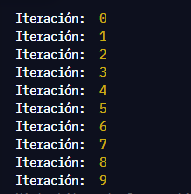 Iteración: 0
Iteración: 1
Iteración: 2
Iteración: 3
Iteración: 4
Iteración: 5
Iteración: 6
Iteración: 7
Iteración: 8
Iteración: 9